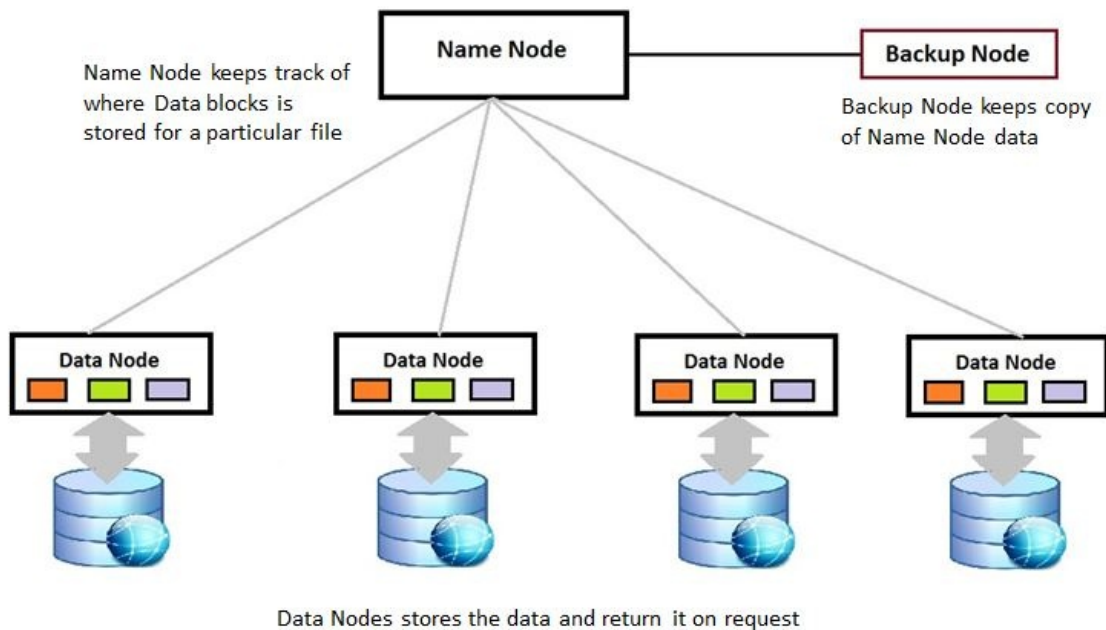 Name Node
Backup Node
Name Node keeps track of
where Data blocks is
stored for a particular file
Backup Node keeps copy
of Name Node data
Data Node
Data Node
Data Node
Data Node
Data Nodes stores the data and return it on request